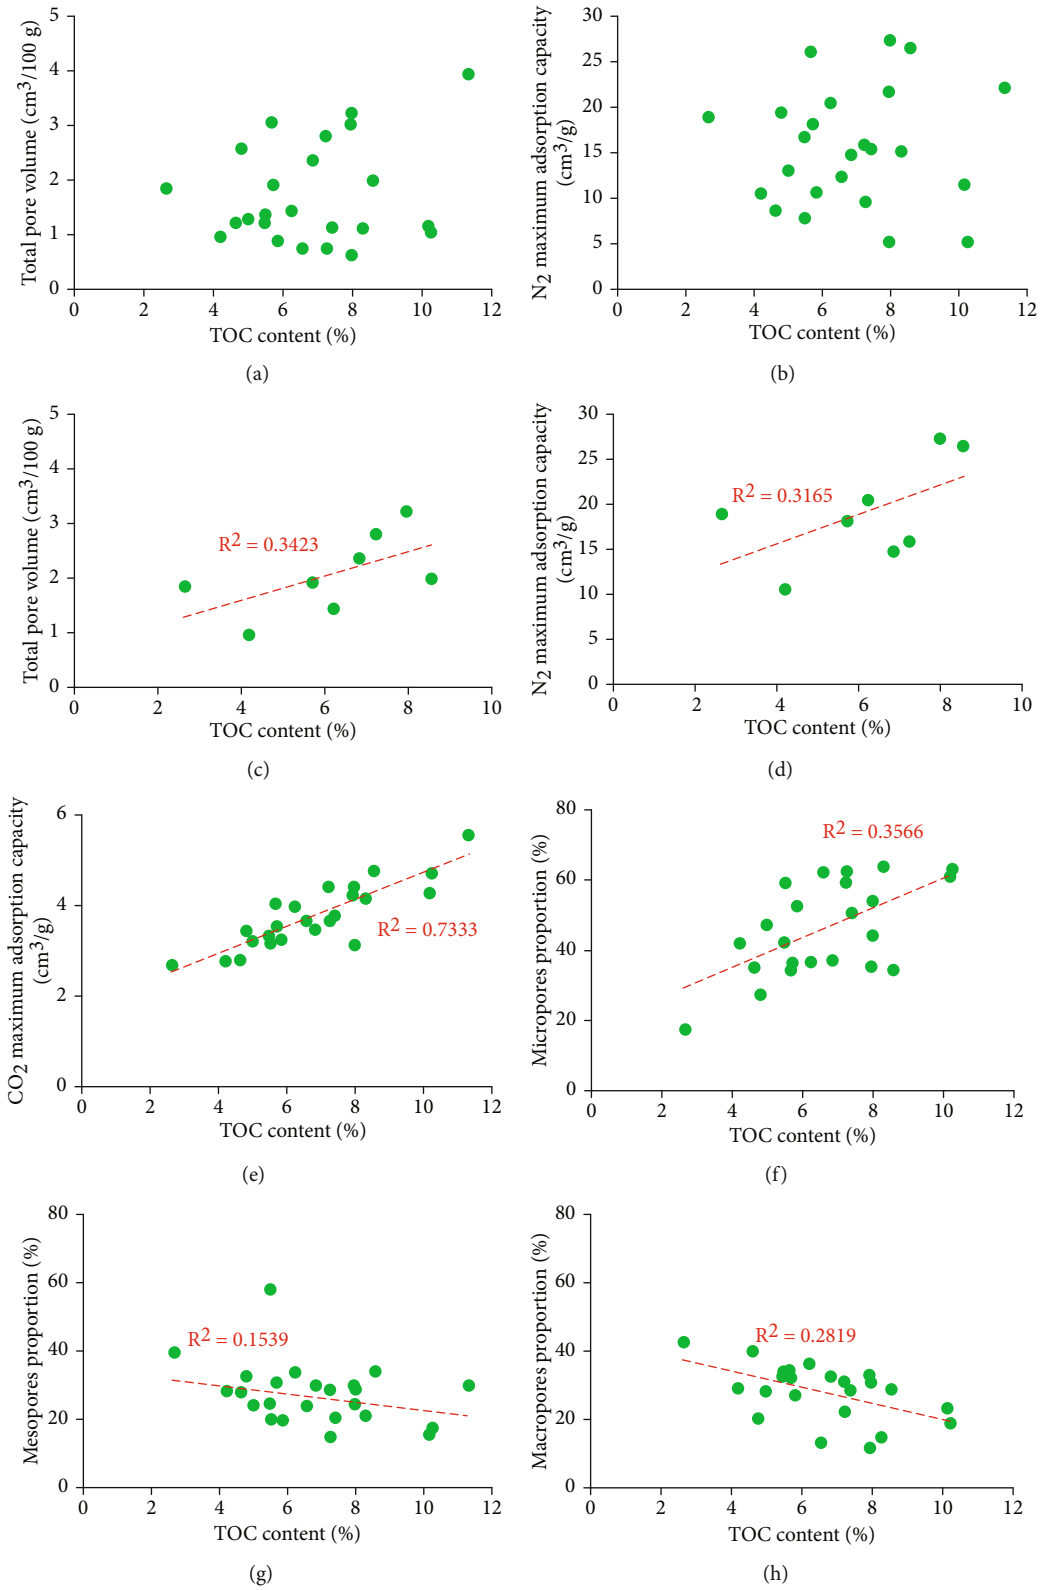 5
4
3
2
1
0
Total pore volume (cm3/100 g)
0 2 4 6 8 10 12
TOC content (%)
(a)
30
25
20
15
10
5
0
N2 maximum adsorption capacity
(cm3/g)
0 2 4 6 8 10 12
TOC content (%)
(b)
5
4
3
2
1
0
Total pore volume (cm3/100 g)
R2 = 0.3423
0 2 4 6 8 10
TOC content (%)
(c)
30
25
20
15
10
5
0
N2 maximum adsorption capacity
(cm3/g)
R2 = 0.3165
0 2 4 6 8 10
TOC content (%)
(d)
6
4
2
0
CO2 maximum adsorption capacity
(cm3/g)
R2 = 0.7333
0 2 4 6 8 10 12
TOC content (%)
(e)
80
60
40
20
0
Micropores proportion (%)
R2 = 0.3566
0 2 4 6 8 10 12
TOC content (%)
(f)
80
60
40
20
0
Mesopores proportion (%)
R2 = 0.1539
0 2 4 6 8 10 12
TOC content (%)
(g)
80
60
40
20
0
Macropores proportion (%)
R2 = 0.2819
0 2 4 6 8 10 12
TOC content (%)
(h)